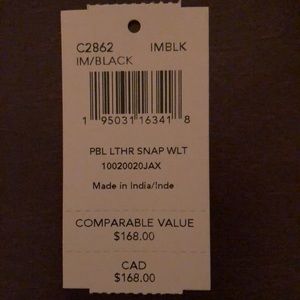 C2862 IMBLK
IM/BLACK
1 95031 16341 8
PBL LTHR SNAP WLT
10020020JAX
Made in India/Inde
COMPARABLE VALUE
$168.00
CAD
$168.00